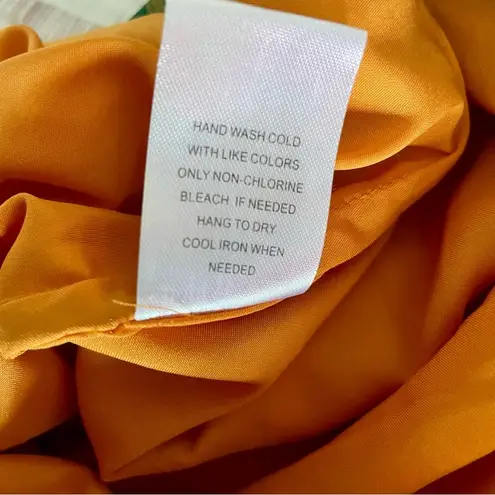 HAND WASH COLD
WITH LIKE COLORS
ONLY NON-CHLORINE
BLEACH IF NEEDED
HANG TO DRY
COOL IRON WHEN
NEEDED